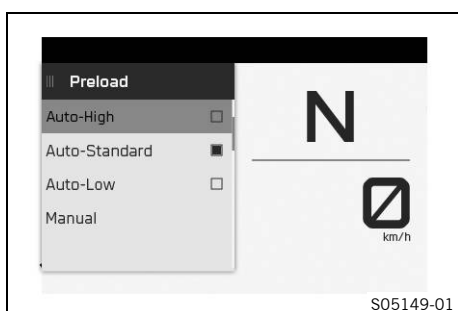 Preload
Auto-High
Auto-Standard
Auto-Low
Manual
N
0
km/h
S05149-01